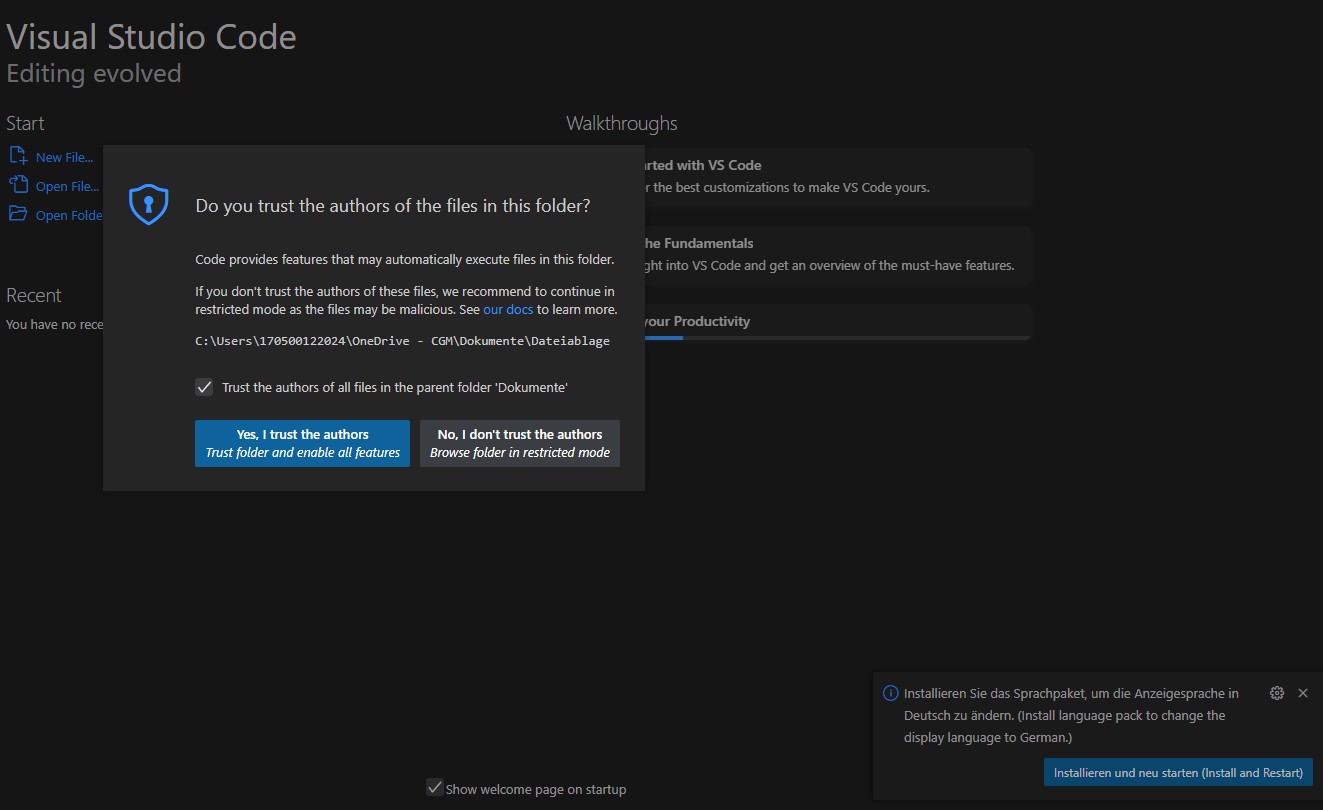 Visual Studio Code
Editing evolved
Start
New File...
Open File...
Open Folde
Recent
You have no rece
Walkthroughs
arted with VS Code
r the best customizations to make VS Code yours.
he Fundamentals
ght into VS Code and get an overview of the must-have features.
your Productivity
Do you trust the authors of the files in this folder?
Code provides features that may automatically execute files in this folder.
If you don't trust the authors of these files, we recommend to continue in
restricted mode as the files may be malicious. See our docs to learn more.
C:\Users\170500122024\OneDrive - CGM\Dokumente\Dateiablage
Trust the authors of all files in the parent folder 'Dokumente'
Yes, I trust the authors
Trust folder and enable all features
No, I don't trust the authors
Browse folder in restricted mode
Installieren Sie das Sprachpaket, um die Anzeigesprache in
Deutsch zu ändern. (Install language pack to change the
display language to German.)
Installieren und neu starten (Install and Restart)
Show welcome page on startup